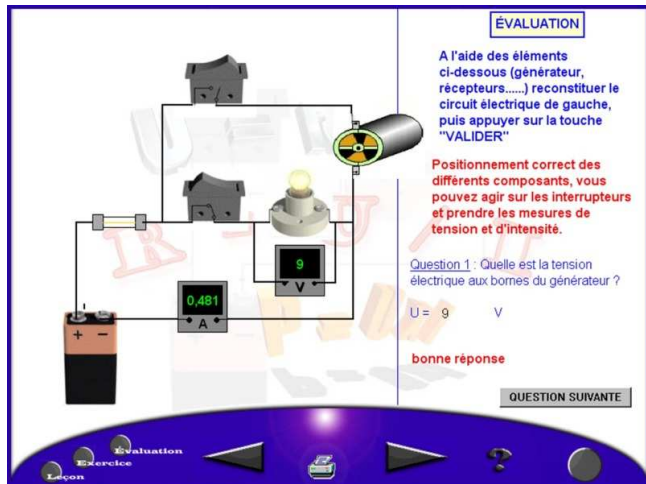 ÉVALUATION
A l'aide des éléments
ci-dessous (générateur,
récepteurs......) reconstituer le
circuit électrique de gauche,
puis appuyer sur la touche
"VALIDER"
Positionnement correct des
différents composants, vous
pouvez agir sur les interrupteurs
et prendre les mesures de
tension et d'intensité.
Question 1 : Quelle est la tension
électrique aux bornes du générateur ?
U = 9 V
bonne réponse
QUESTION SUIVANTE
9
V
0,481
A
+ −
Evaluation
Exercice
Leçon
?